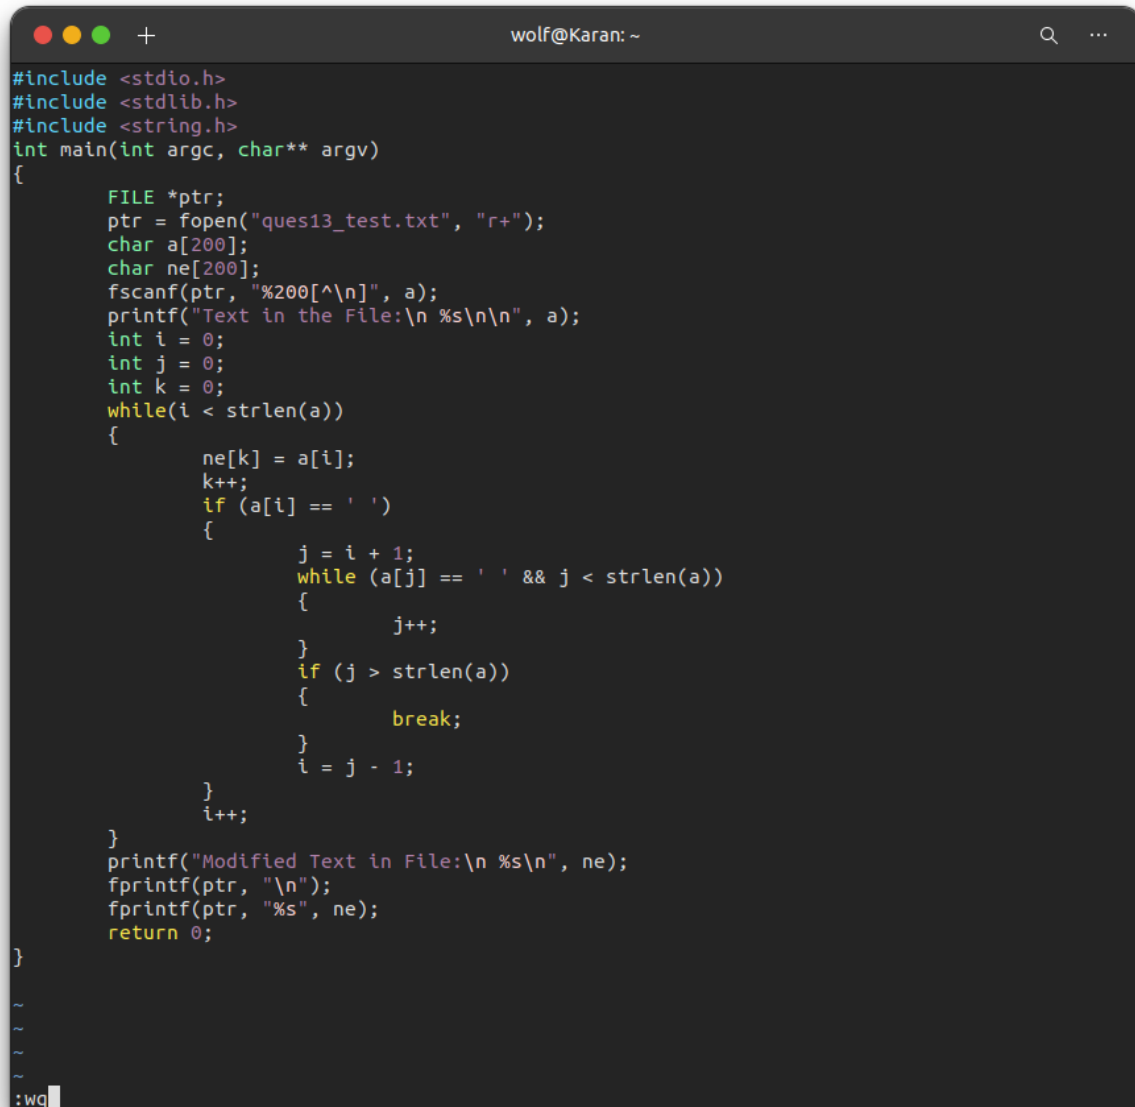 wolf@Karan: ~
#include <stdio.h>
#include <stdlib.h>
#include <string.h>
int main(int argc, char** argv)
{
        FILE *ptr;
        ptr = fopen("ques13_test.txt", "r+");
        char a[200];
        char ne[200];
        fscanf(ptr, "%200[^\n]", a);
        printf("Text in the File:\n %s\n\n", a);
        int i = 0;
        int j = 0;
        int k = 0;
        while(i < strlen(a))
        {
                ne[k] = a[i];
                k++;
                if (a[i] == ' ')
                {
                        j = i + 1;
                        while (a[j] == ' ' && j < strlen(a))
                        {
                                j++;
                        }
                        if (j > strlen(a))
                        {
                                break;
                        }
                        i = j - 1;
                }
                i++;
        }
        printf("Modified Text in File:\n %s\n", ne);
        fprintf(ptr, "\n");
        fprintf(ptr, "%s", ne);
        return 0;
}
~
~
~
~
:wq